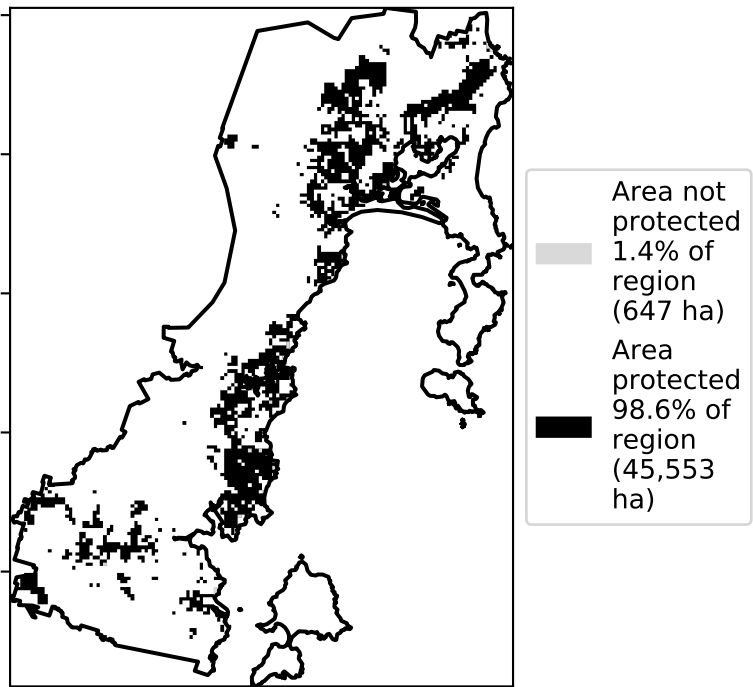 Area not
protected
1.4% of
region
(647 ha)
Area
protected
98.6% of
region
(45,553
ha)